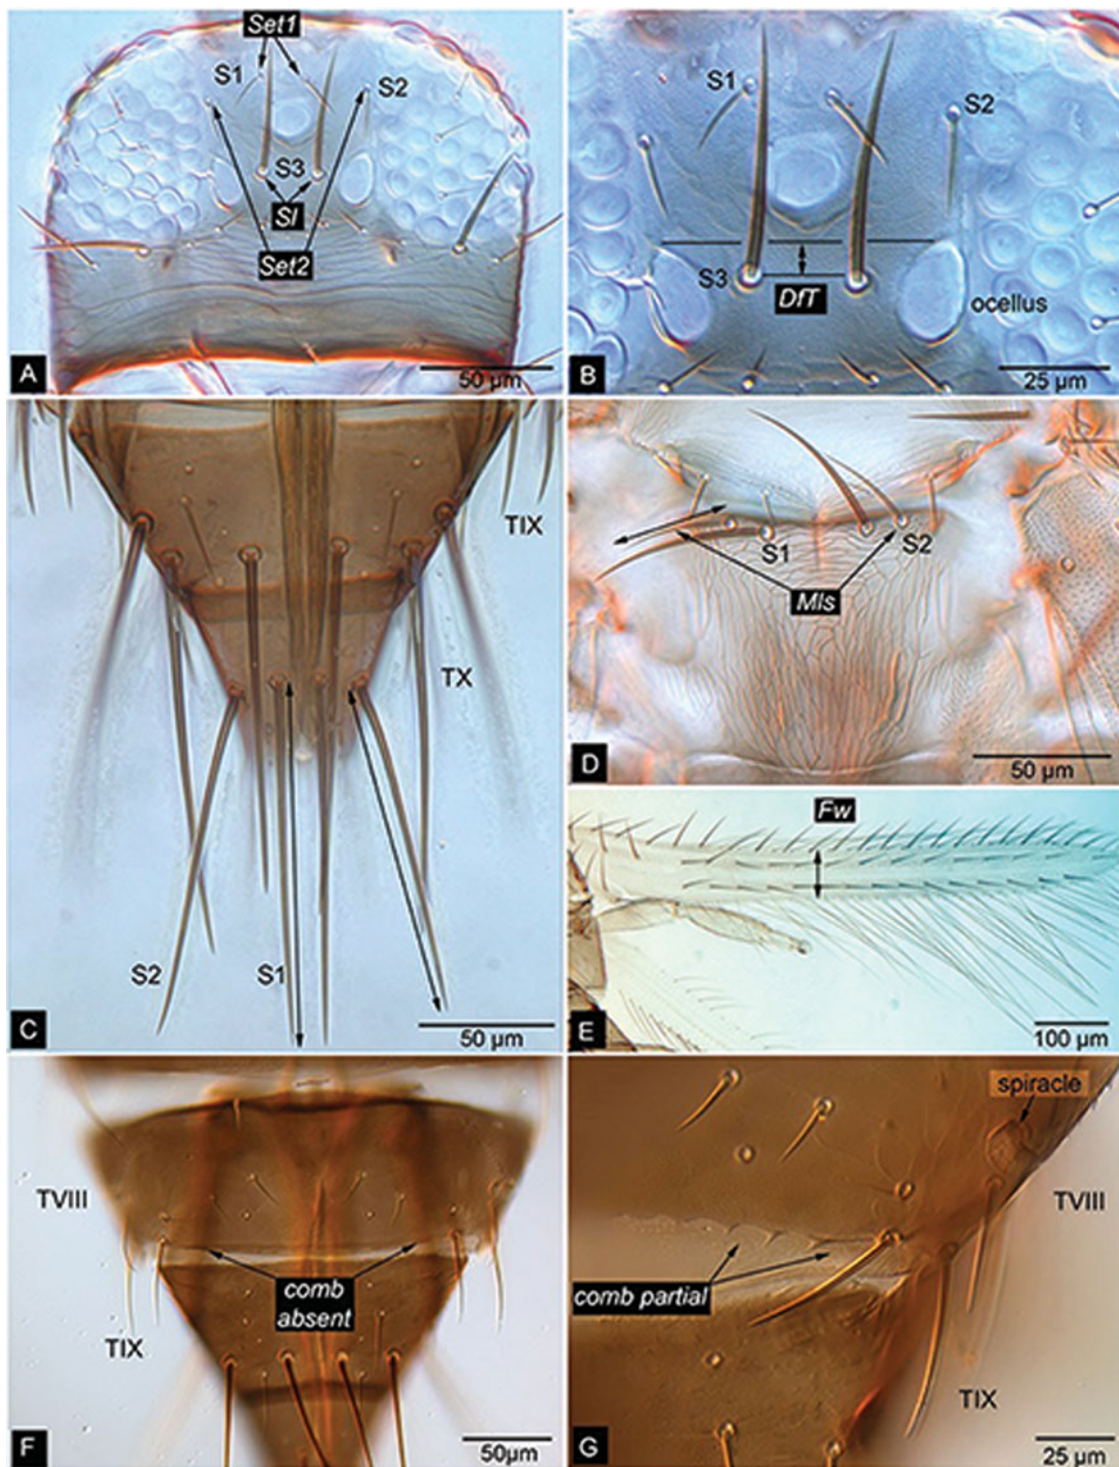 Set1
S1
S2
S3
SI
Set2
A
50 µm
S1
S2
S3
DfT
ocellus
B
25 µm
TIX
TX
S2
S1
C
50 µm
S1
S2
Mls
D
50 µm
Fw
E
100 µm
TVIII
comb
absent
TIX
F
50µm
spiracle
TVIII
comb partial
TIX
G
25 µm